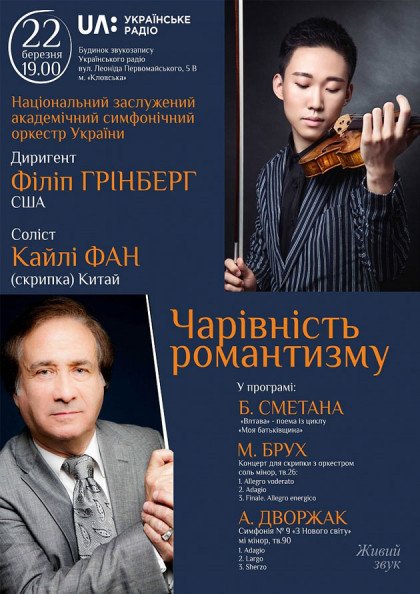 22
березня
19.00
UA: УКРАЇНСЬКЕ
РАДІО
Будинок звукозапису
Українського радіо
вул. Леоніда Первомайського, 5 В
м. «Кловська»
Національний заслужений
академічний симфонічний
оркестр України
Диригент
Філіп ГРІНБЕРГ
США
Соліст
Кайлі ФАН
(скрипка) Китай
Чарівність
романтизму
У програмі:
Б. СМЕТАНА
«Влтава» - поема із циклу
«Моя батьківщина»
М. БРУХ
Концерт для скрипки з оркестром
соль мінор, тв.26:
1. Allegro voderato
2. Adagio
3. Finale. Allegro energico
А. ДВОРЖАК
Симфонія № 9 «З Нового світу»
мі мінор, тв.90
1. Adagio
2. Largo
3. Sherzo
Живий
звук